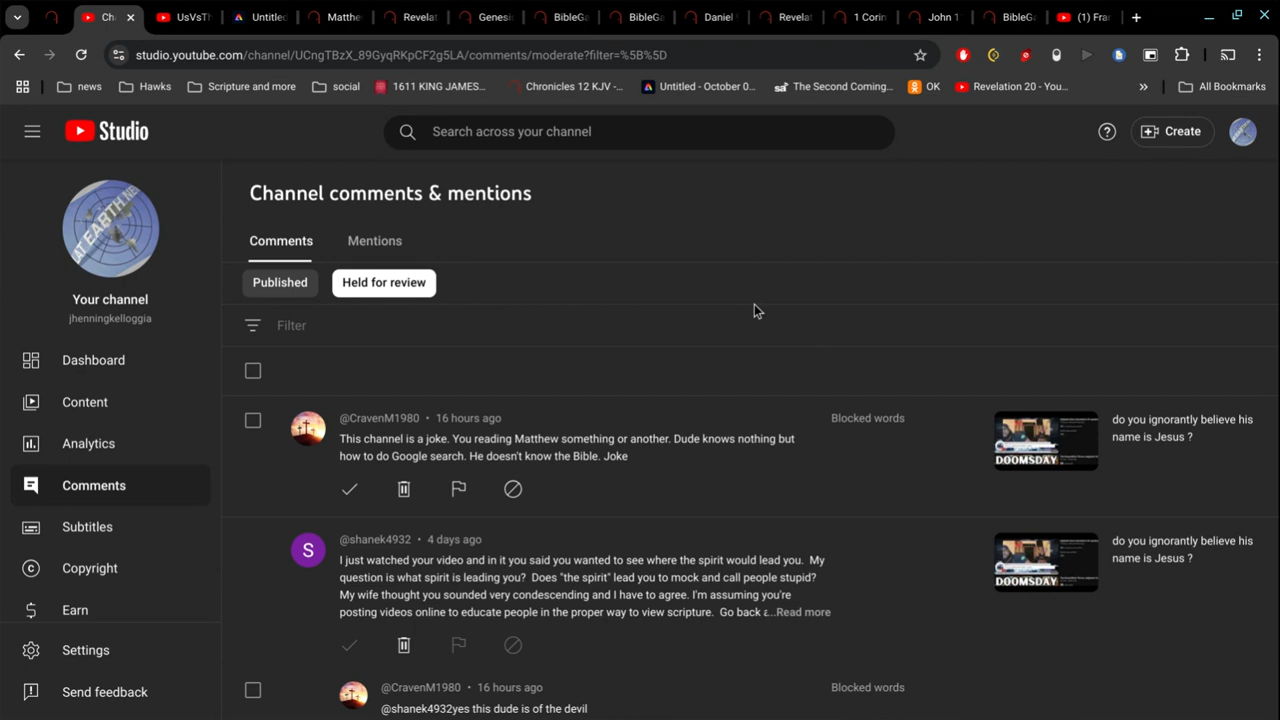 Ch
UsVsTh
Untitled
Matthe
Revelat
Genesi
BibleGa
BibleGa
Daniel
Revelat
1 Corin
John 1
BibleGa
(1) Fra
studio.youtube.com/channel/UCngTBzX_89GyqRKpCF2g5LA/comments/moderate?filter=%5B%5D
news
Hawks
Scripture and more
social
1611 KING JAMES...
Chronicles 12 KJV -...
Untitled - October 0...
sa The Second Coming...
OK
Revelation 20 - You...
All Bookmarks
Studio
Search across your channel
Create
Your channel
jhenningkelloggia
Dashboard
Content
Analytics
Comments
Subtitles
Copyright
Earn
Settings
Send feedback
Channel comments & mentions
Comments
Mentions
Published
Held for review
Filter
@CravenM1980 • 16 hours ago
Blocked words
This channel is a joke. You reading Matthew something or another. Dude knows nothing but
how to do Google search. He doesn't know the Bible. Joke
DOOMSDAY
do you ignorantly believe his
name is Jesus ?
S
@shanek4932 • 4 days ago
I just watched your video and in it you said you wanted to see where the spirit would lead you. My
question is what spirit is leading you? Does "the spirit" lead you to mock and call people stupid?
My wife thought you sounded very condescending and I have to agree. I'm assuming you're
posting videos online to educate people in the proper way to view scripture. Go back ...Read more
DOOMSDAY
do you ignorantly believe his
name is Jesus ?
@CravenM1980 • 16 hours ago
Blocked words
@shanek4932yes this dude is of the devil